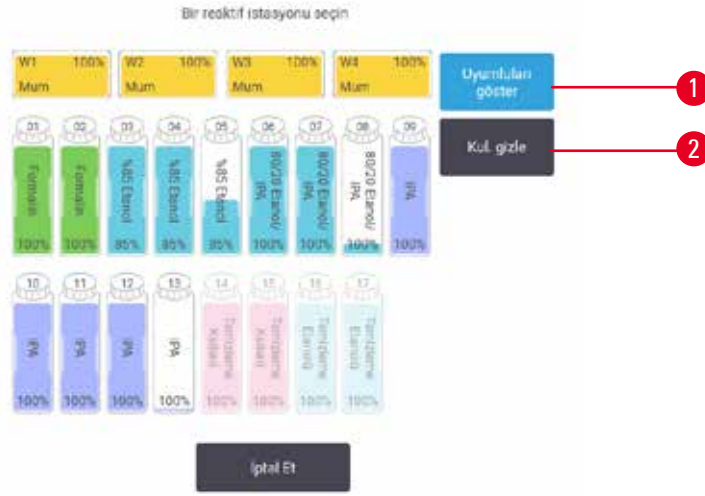 Bir reaktif istasyonu seçin
W1 100% W2 100% W3 100% W4 100%
Mum Mum Mum Mum
Uyumluları göster
1
Kul. gizle
2
01 02 03 04 05 06 07 08 09
Formalin Formalin %85 Etanol %85 Etanol %85 Etanol 80/20 Etanol/ IPA 80/20 Etanol/ IPA 80/20 Etanol/ IPA IPA
100% 100% 85% 85% 85% 100% 100% 100% 100%
10 11 12 13 14 15 16 17
IPA IPA IPA IPA Temizleme Ksileni Temizleme Ksileni Temizleme Etanolü Temizleme Etanolü
100% 100% 100% 100% 100% 100% 100% 100%
İptal Et